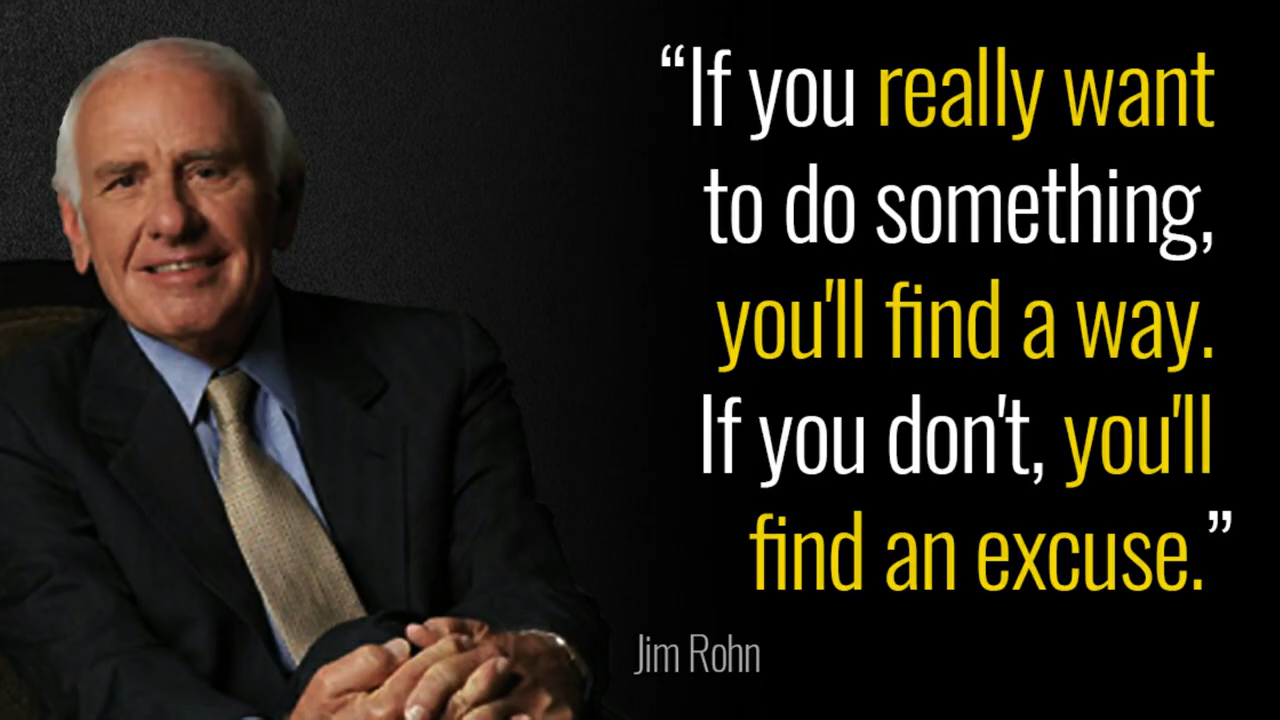 “If you really want
to do something,
you'll find a way.
If you don't, you'll
find an excuse.”
Jim Rohn